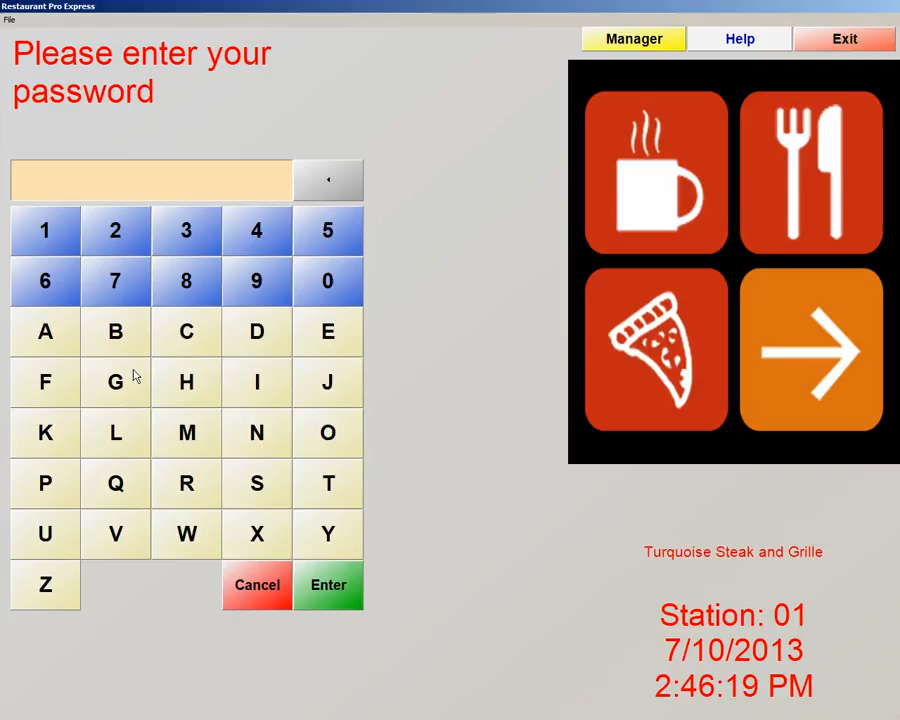 Restaurant Pro Express
File
Please enter your
password
Manager Help Exit
1 2 3 4 5
6 7 8 9 0
A B C D E
F G H I J
K L M N O
P Q R S T
U V W X Y
Z Cancel Enter
Turquoise Steak and Grille
Station: 01
7/10/2013
2:46:19 PM